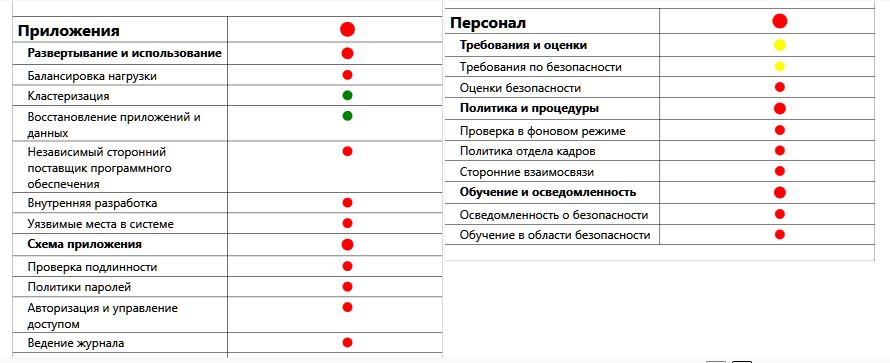 Приложения
Развертывание и использование
Балансировка нагрузки
Кластеризация
Восстановление приложений и
данных
Независимый сторонний
поставщик программного
обеспечения
Внутренняя разработка
Уязвимые места в системе
Схема приложения
Проверка подлинности
Политики паролей
Авторизация и управление
доступом
Ведение журнала
Персонал
Требования и оценки
Требования по безопасности
Оценки безопасности
Политика и процедуры
Проверка в фоновом режиме
Политика отдела кадров
Сторонние взаимосвязи
Обучение и осведомленность
Осведомленность о безопасности
Обучение в области безопасности